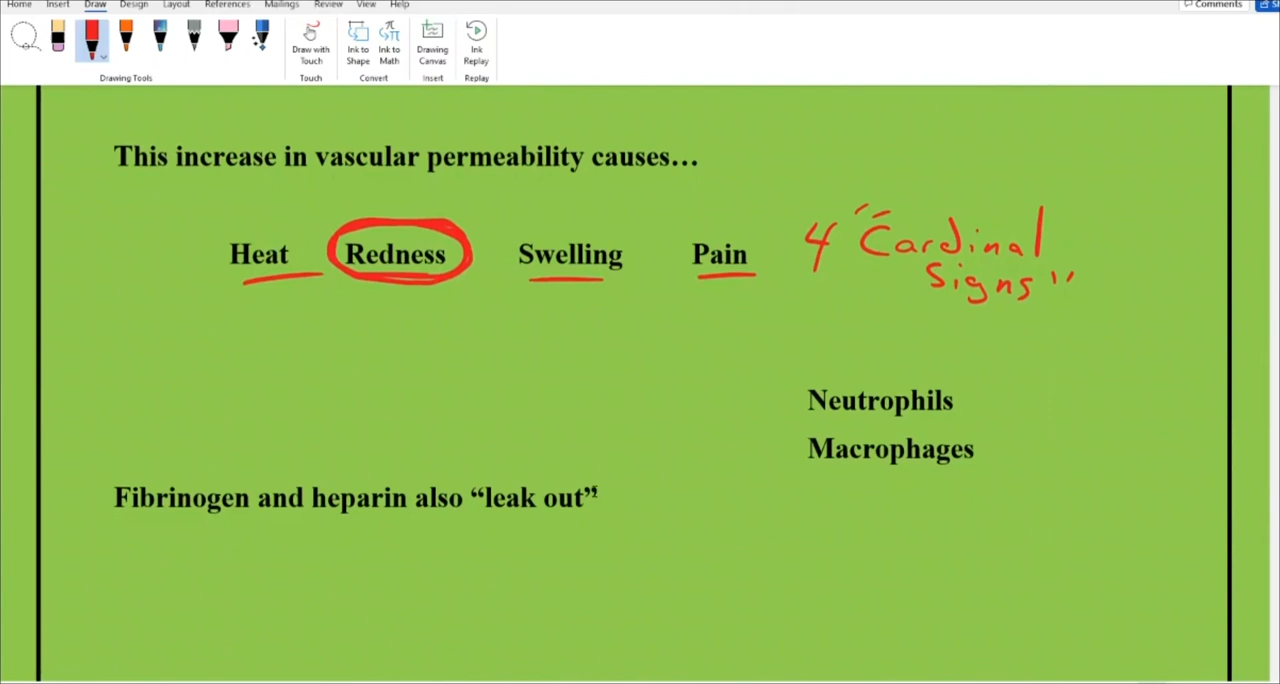 Home Insert Draw Design Layout References Mailings Review View Help Comments
Draw with Touch
Ink to Shape
Ink to Math
Drawing Canvas
Ink Replay
Drawing Tools Touch Convert Insert Replay
This increase in vascular permeability causes…
Heat Redness Swelling Pain 4 "Cardinal
Signs"
Neutrophils
Macrophages
Fibrinogen and heparin also “leak out”